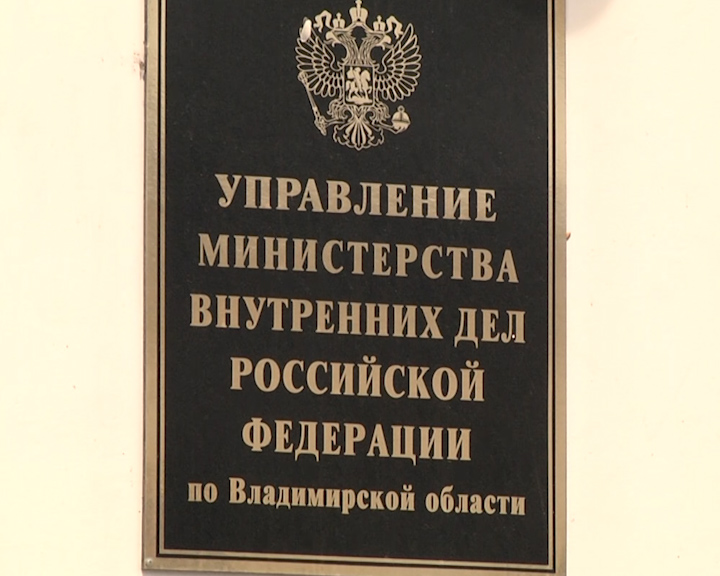 УПРАВЛЕНИЕ
МИНИСТЕРСТВА
ВНУТРЕННИХ ДЕЛ
РОССИЙСКОЙ
ФЕДЕРАЦИИ
по Владимирской области